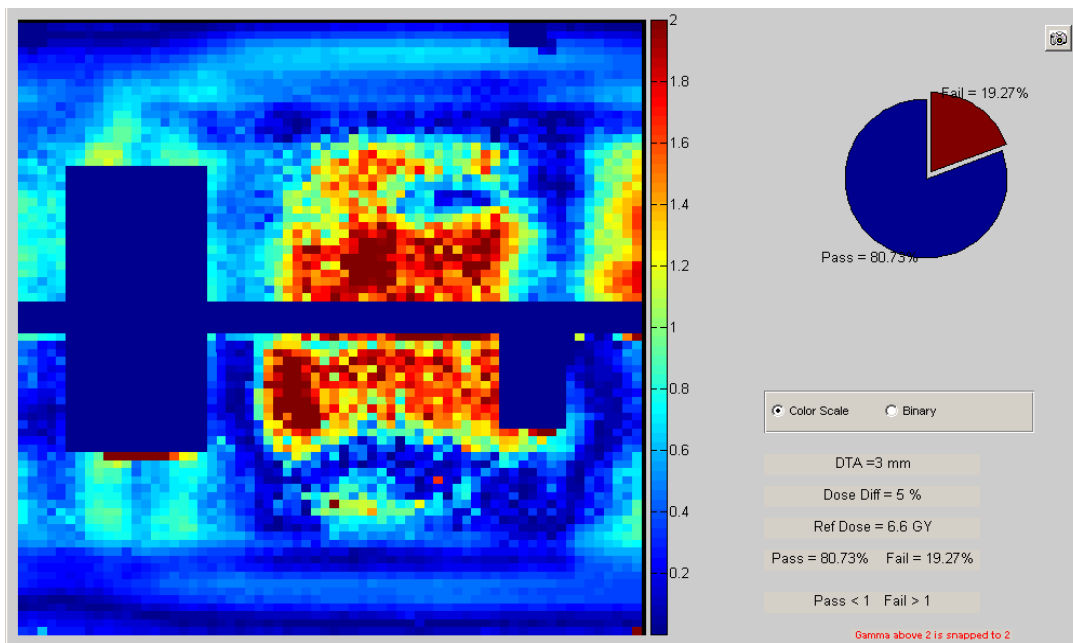 2
1.8
1.6
1.4
1.2
1
0.8
0.6
0.4
0.2
Fail = 19.27%
Pass = 80.73%
Color Scale Binary
DTA =3 mm
Dose Diff = 5 %
Ref Dose = 6.6 GY
Pass = 80.73% Fail = 19.27%
Pass < 1 Fail > 1
Gamma above 2 is snapped to 2